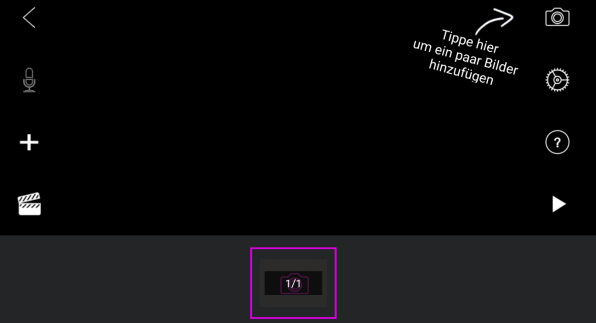 Tippe hier
um ein paar Bilder
hinzufügen
?
1/1